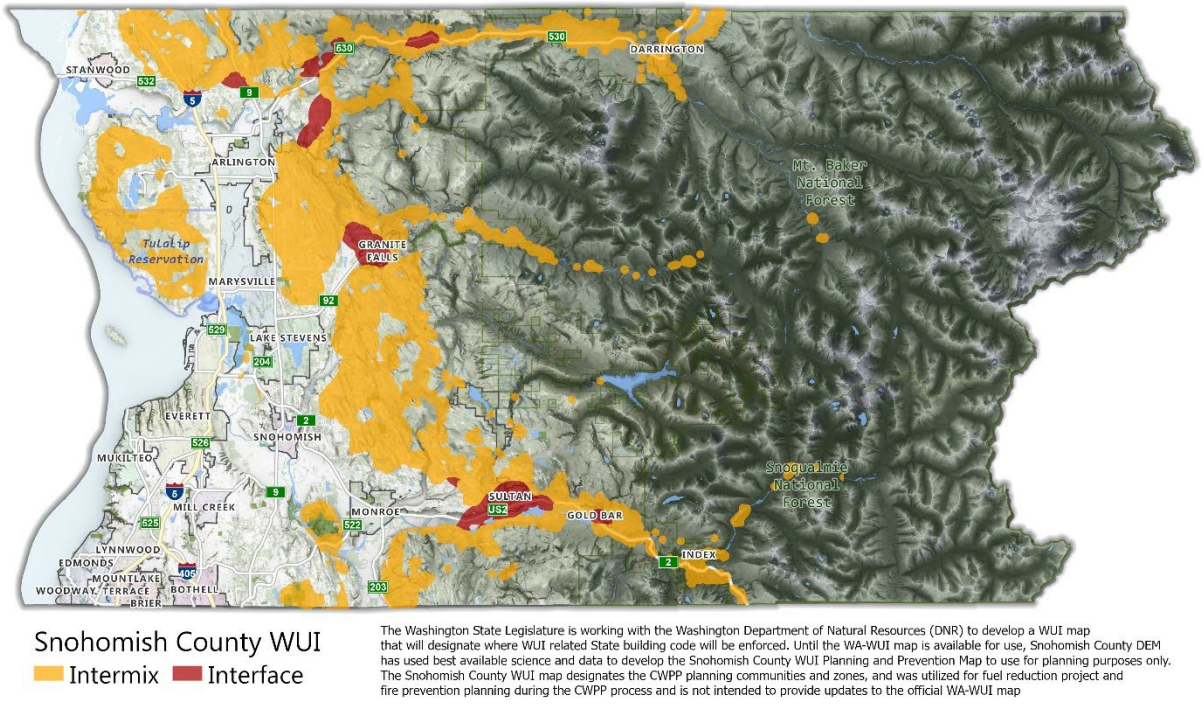 530
530
DARRINGTON
STANWOOD
532
9
5
ARLINGTON
Mt. Baker
National
Forest
Tulalip
Reservation
GRANITE
FALLS
MARYSVILLE
92
529
LAKE STEVENS
204
EVERETT
2
SNOHOMISH
526
MUKILTEO
Snoqualmie
National
Forest
5
9
SULTAN
US2
MILL CREEK
MONROE
GOLD BAR
525
522
LYNNWOOD
INDEX
2
EDMONDS
405
MOUNTLAKE
TERRACE
203
WOODWAY
BOTHELL
BRIER
Snohomish County WUI
Intermix
Interface
The Washington State Legislature is working with the Washington Department of Natural Resources (DNR) to develop a WUI map
that will designate where WUI related State building code will be enforced. Until the WA-WUI map is available for use, Snohomish County DEM
has used best available science and data to develop the Snohomish County WUI Planning and Prevention Map to use for planning purposes only.
The Snohomish County WUI map designates the CWPP planning communities and zones, and was utilized for fuel reduction project and
fire prevention planning during the CWPP process and is not intended to provide updates to the official WA-WUI map